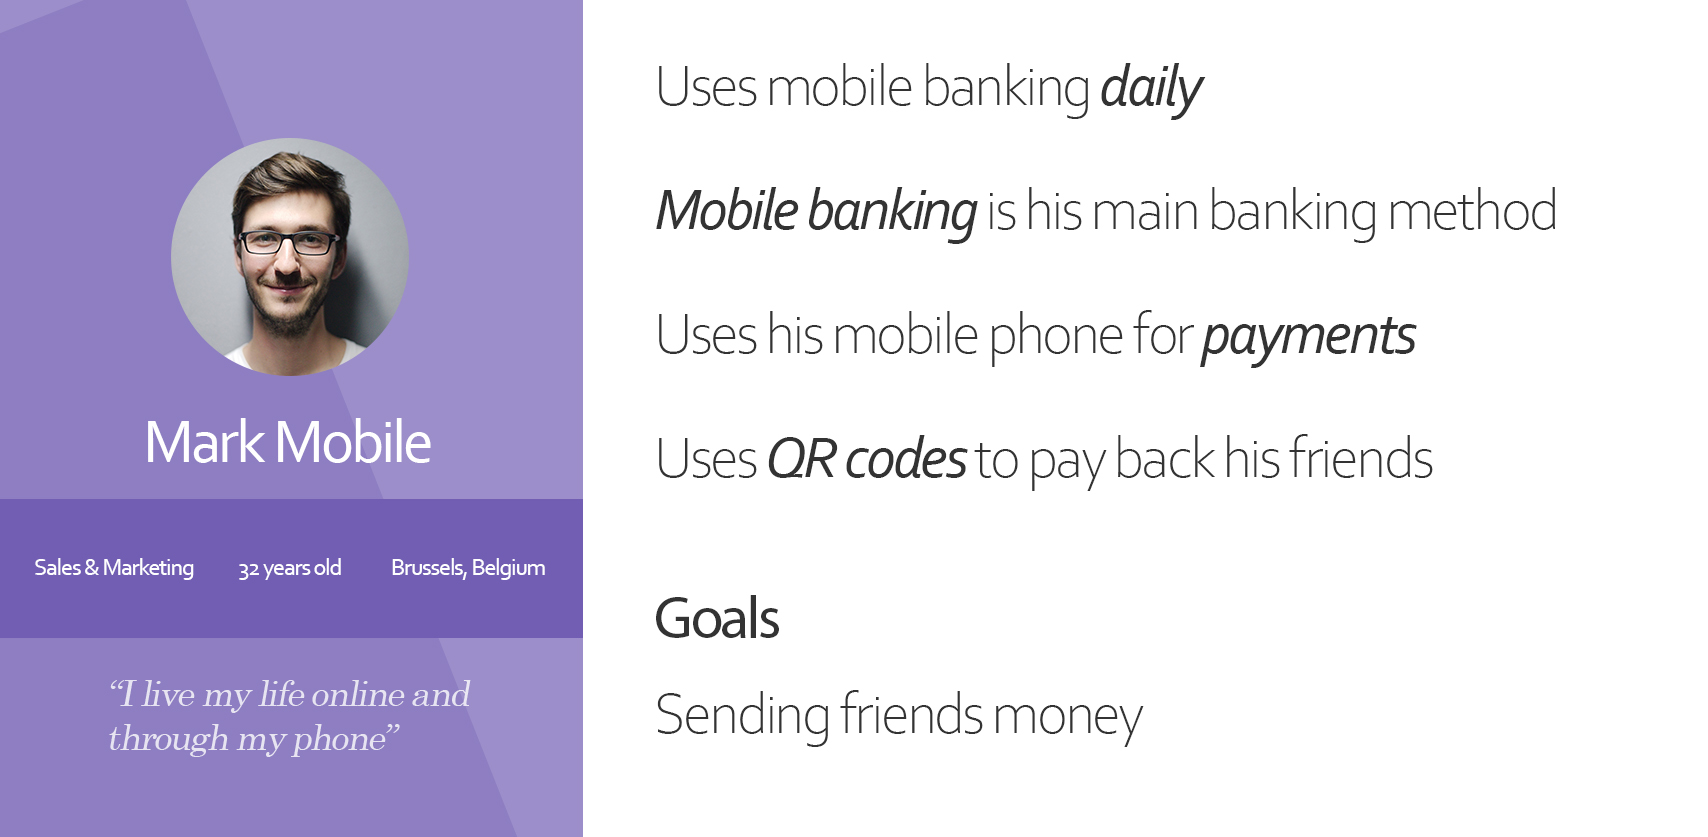 Mark Mobile
Sales & Marketing 32 years old Brussels, Belgium
“I live my life online and
through my phone”
Uses mobile banking daily
Mobile banking is his main banking method
Uses his mobile phone for payments
Uses QR codes to pay back his friends
Goals
Sending friends money